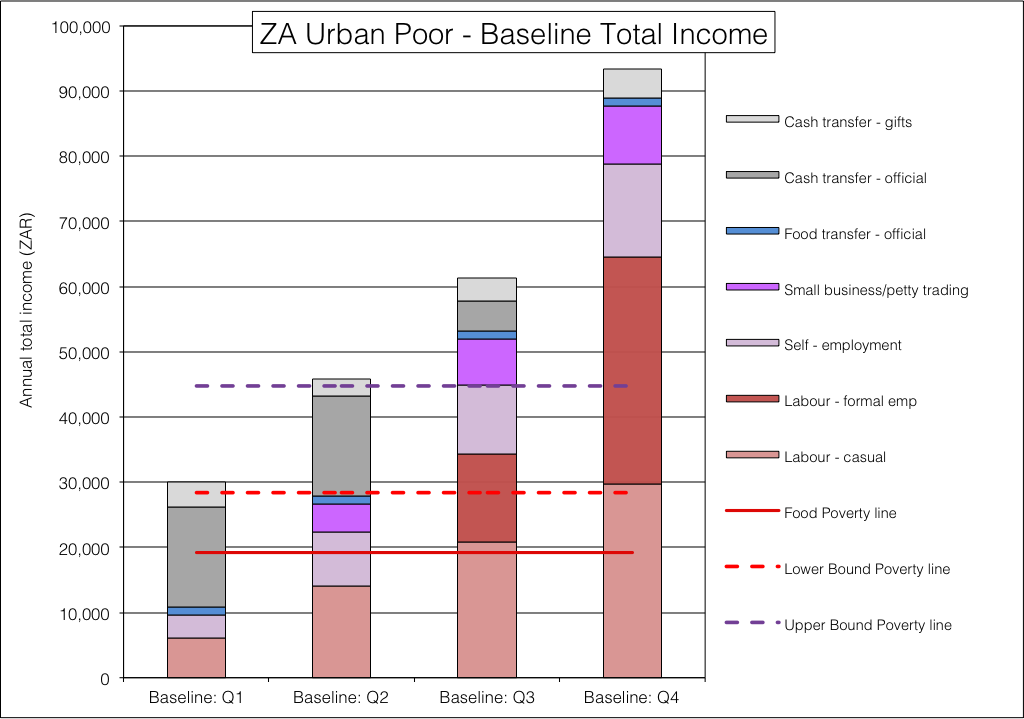 ZA Urban Poor - Baseline Total Income
Annual total income (ZAR)
100,000
90,000
80,000
70,000
60,000
50,000
40,000
30,000
20,000
10,000
0
Baseline: Q1
Baseline: Q2
Baseline: Q3
Baseline: Q4
Cash transfer - gifts
Cash transfer - official
Food transfer - official
Small business/petty trading
Self - employment
Labour - formal emp
Labour - casual
Food Poverty line
Lower Bound Poverty line
Upper Bound Poverty line